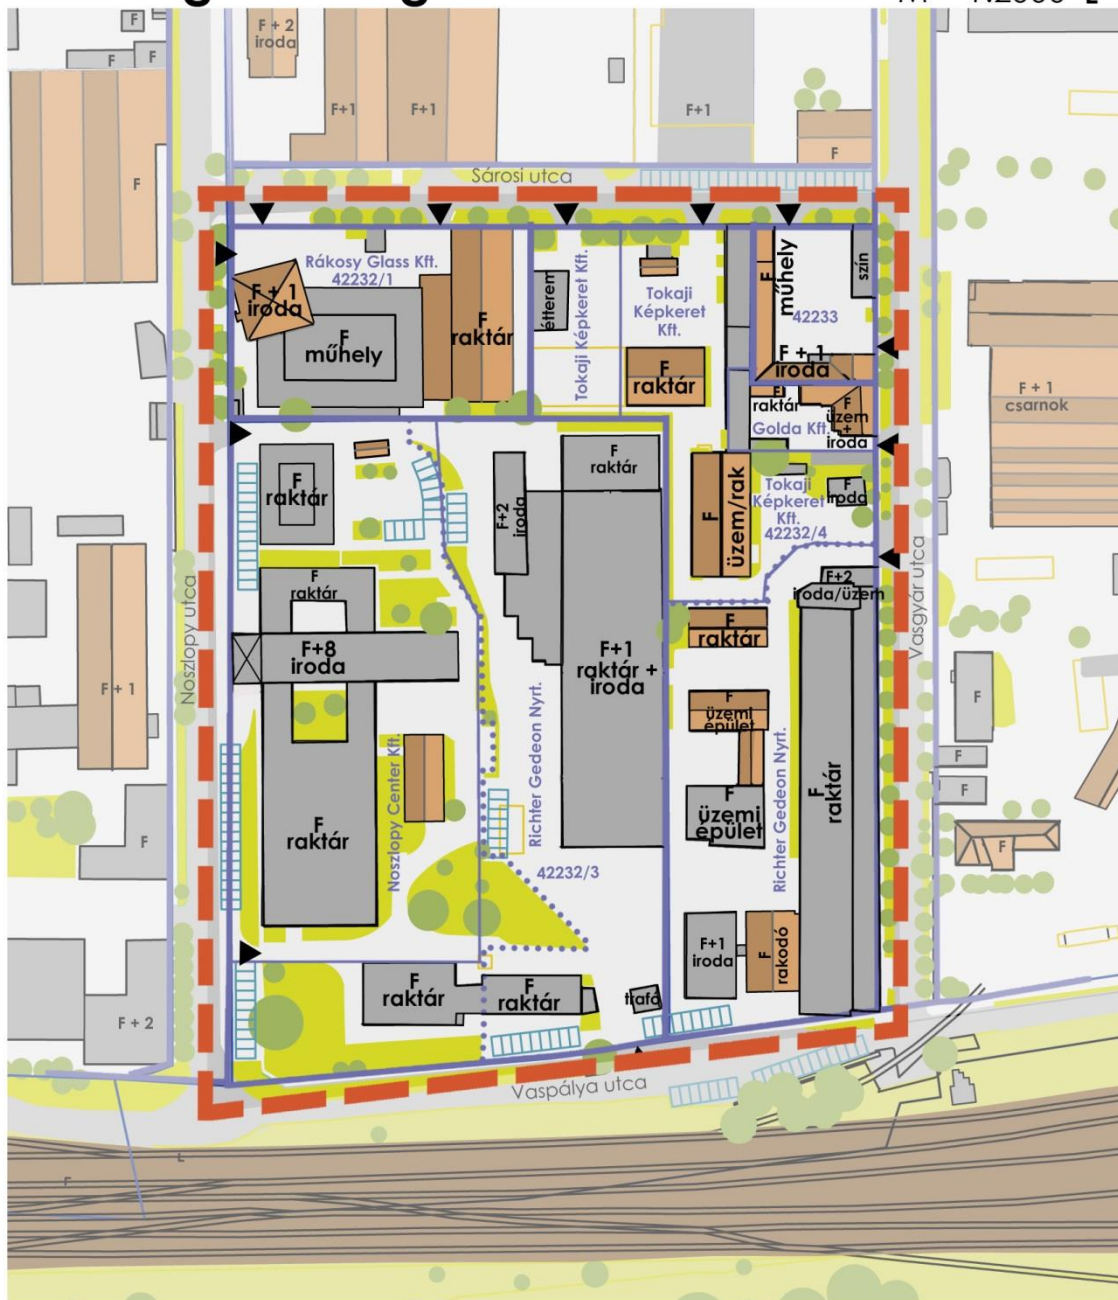 F
F + 2
iroda
F
F
F+1
F+1
F+1
F
F
Sárosi utca
Rákosy Glass Kft.
42232/1
F + 1
iroda
F
műhely
F
raktár
étterem
Tokaji Képkeret Kft.
Tokaji
Képkeret
Kft.
F
raktár
F
műhely
szín
42233
F + 1
iroda
F
raktár
Golda Kft.
F
üzem
+
iroda
F + 1
csarnok
F
raktár
F+2
iroda
F
raktár
F
üzem/rak
Tokaji
Képkeret
Kft.
42232/4
F
iroda
Noszlopy utca
Vasgyár utca
F
raktár
F+8
iroda
F+1
raktár +
iroda
F+2
iroda/üzem
F
raktár
F + 1
F
F
üzemi
épület
Richter Gedeon Nyrt.
Noszlopy Center Kft.
F
raktár
F
üzemi
épület
Richter Gedeon Nyrt.
F
raktár
F
F
F
F
42232/3
F+1
iroda
F
rakodó
F
raktár
F
raktár
trafó
F + 2
Vaspálya utca